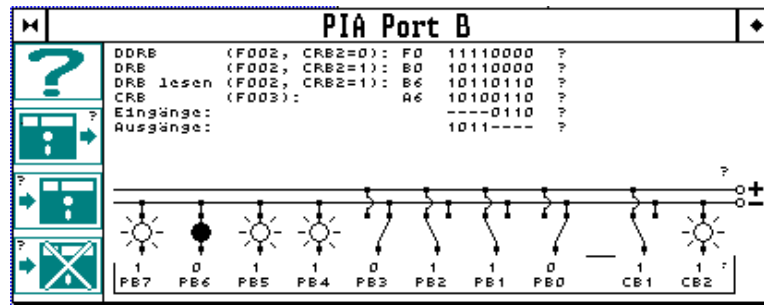 PIA Port B
DDRB (F002, CRB2=0): F0 11110000 ?
DRB (F002, CRB2=1): B0 10110000 ?
DRB lesen (F002, CRB2=1): B6 10110110 ?
CRB (F003): A6 10100110 ?
Eingänge: ----0110 ?
Ausgänge: 1011---- ?
?
?
?
?
?
+
-
1 0 1 1 0 1 1 0 1 1 ?
PB7 PB6 PB5 PB4 PB3 PB2 PB1 PB0 CB1 CB2